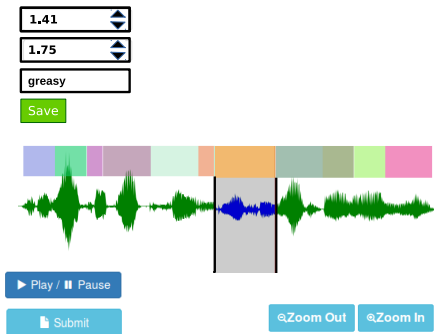 1.41
1.75
greasy
Save
Play / Pause
Submit
Zoom Out Zoom In